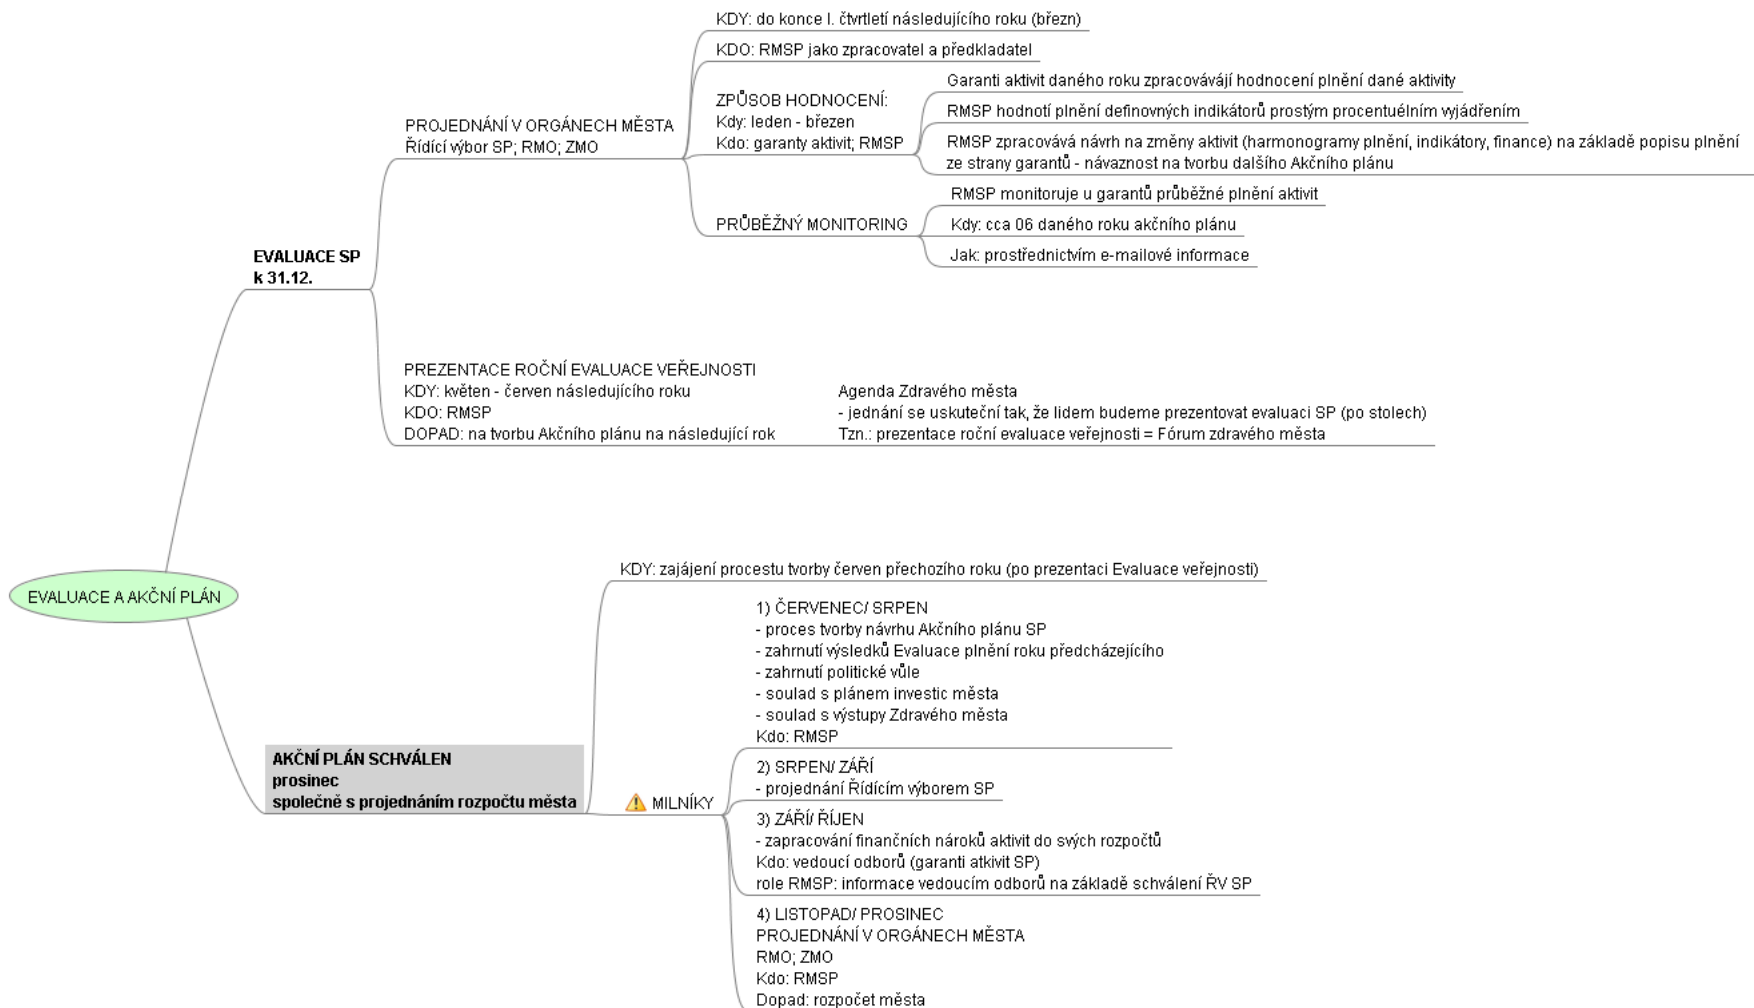 KDY: do konce I. čtvrtletí následujícího roku (březn)
KDO: RMSP jako zpracovatel a předkladatel
ZPŮSOB HODNOCENÍ:
Kdy: leden - březen
Kdo: garanty aktivit; RMSP
Garanti aktivit daného roku zpracovávájí hodnocení plnění dané aktivity
RMSP hodnotí plnění definovných indikátorů prostým procentuélním vyjádřením
RMSP zpracovává návrh na změny aktivit (harmonogramy plnění, indikátory, finance) na základě popisu plnění
ze strany garantů - návaznost na tvorbu dalšího Akčního plánu
PROJEDNÁNÍ V ORGÁNECH MĚSTA
Řídící výbor SP; RMO; ZMO
PRŮBĚŽNÝ MONITORING
RMSP monitoruje u garantů průběžné plnění aktivit
Kdy: cca 06 daného roku akčního plánu
Jak: prostřednictvím e-mailové informace
EVALUACE SP
k 31.12.
PREZENTACE ROČNÍ EVALUACE VEŘEJNOSTI
KDY: květen - červen následujícího roku
KDO: RMSP
DOPAD: na tvorbu Akčního plánu na následující rok
Agenda Zdravého města
- jednání se uskuteční tak, že lidem budeme prezentovat evaluaci SP (po stolech)
Tzn.: prezentace roční evaluace veřejnosti = Fórum zdravého města
EVALUACE A AKČNÍ PLÁN
KDY: zajájení procestu tvorby červen přechozího roku (po prezentaci Evaluace veřejnosti)
AKČNÍ PLÁN SCHVÁLEN
prosinec
společně s projednáním rozpočtu města
MILNÍKY
1) ČERVENEC/ SRPEN
- proces tvorby návrhu Akčního plánu SP
- zahrnutí výsledků Evaluace plnění roku předcházejícího
- zahrnutí politické vůle
- soulad s plánem investic města
- soulad s výstupy Zdravého města
Kdo: RMSP
2) SRPEN/ ZÁŘÍ
- projednání Řídícím výborem SP
3) ZÁŘÍ/ ŘÍJEN
- zapracování finančních nároků aktivit do svých rozpočtů
Kdo: vedoucí odborů (garanti atkivit SP)
role RMSP: informace vedoucím odborů na základě schválení ŘV SP
4) LISTOPAD/ PROSINEC
PROJEDNÁNÍ V ORGÁNECH MĚSTA
RMO; ZMO
Kdo: RMSP
Dopad: rozpočet města